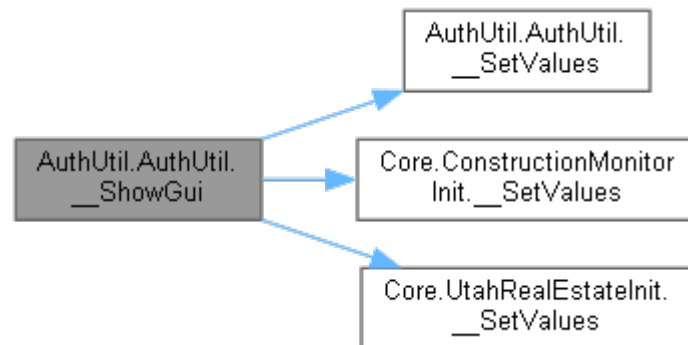 AuthUtil.AuthUtil.
__ShowGui
AuthUtil.AuthUtil.
__SetValues
Core.ConstructionMonitor
Init.__SetValues
Core.UtahRealEstateInit.
__SetValues